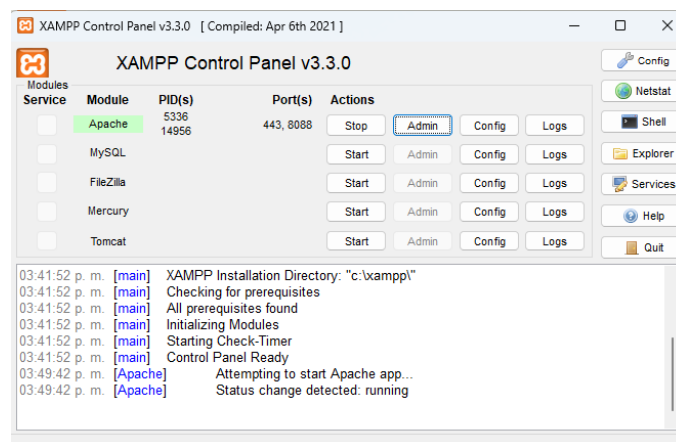 XAMPP Control Panel v3.3.0 [ Compiled: Apr 6th 2021 ]
XAMPP Control Panel v3.3.0
Config
Modules
Service Module PID(s) Port(s) Actions
Netstat
Apache 5336 14956 443, 8088 Stop Admin Config Logs
Shell
MySQL Start Admin Config Logs
Explorer
FileZilla Start Admin Config Logs
Services
Mercury Start Admin Config Logs
Help
Tomcat Start Admin Config Logs
Quit
03:41:52 p. m. [main] XAMPP Installation Directory: "c:\xampp\"
03:41:52 p. m. [main] Checking for prerequisites
03:41:52 p. m. [main] All prerequisites found
03:41:52 p. m. [main] Initializing Modules
03:41:52 p. m. [main] Starting Check-Timer
03:41:52 p. m. [main] Control Panel Ready
03:49:42 p. m. [Apache] Attempting to start Apache app...
03:49:42 p. m. [Apache] Status change detected: running